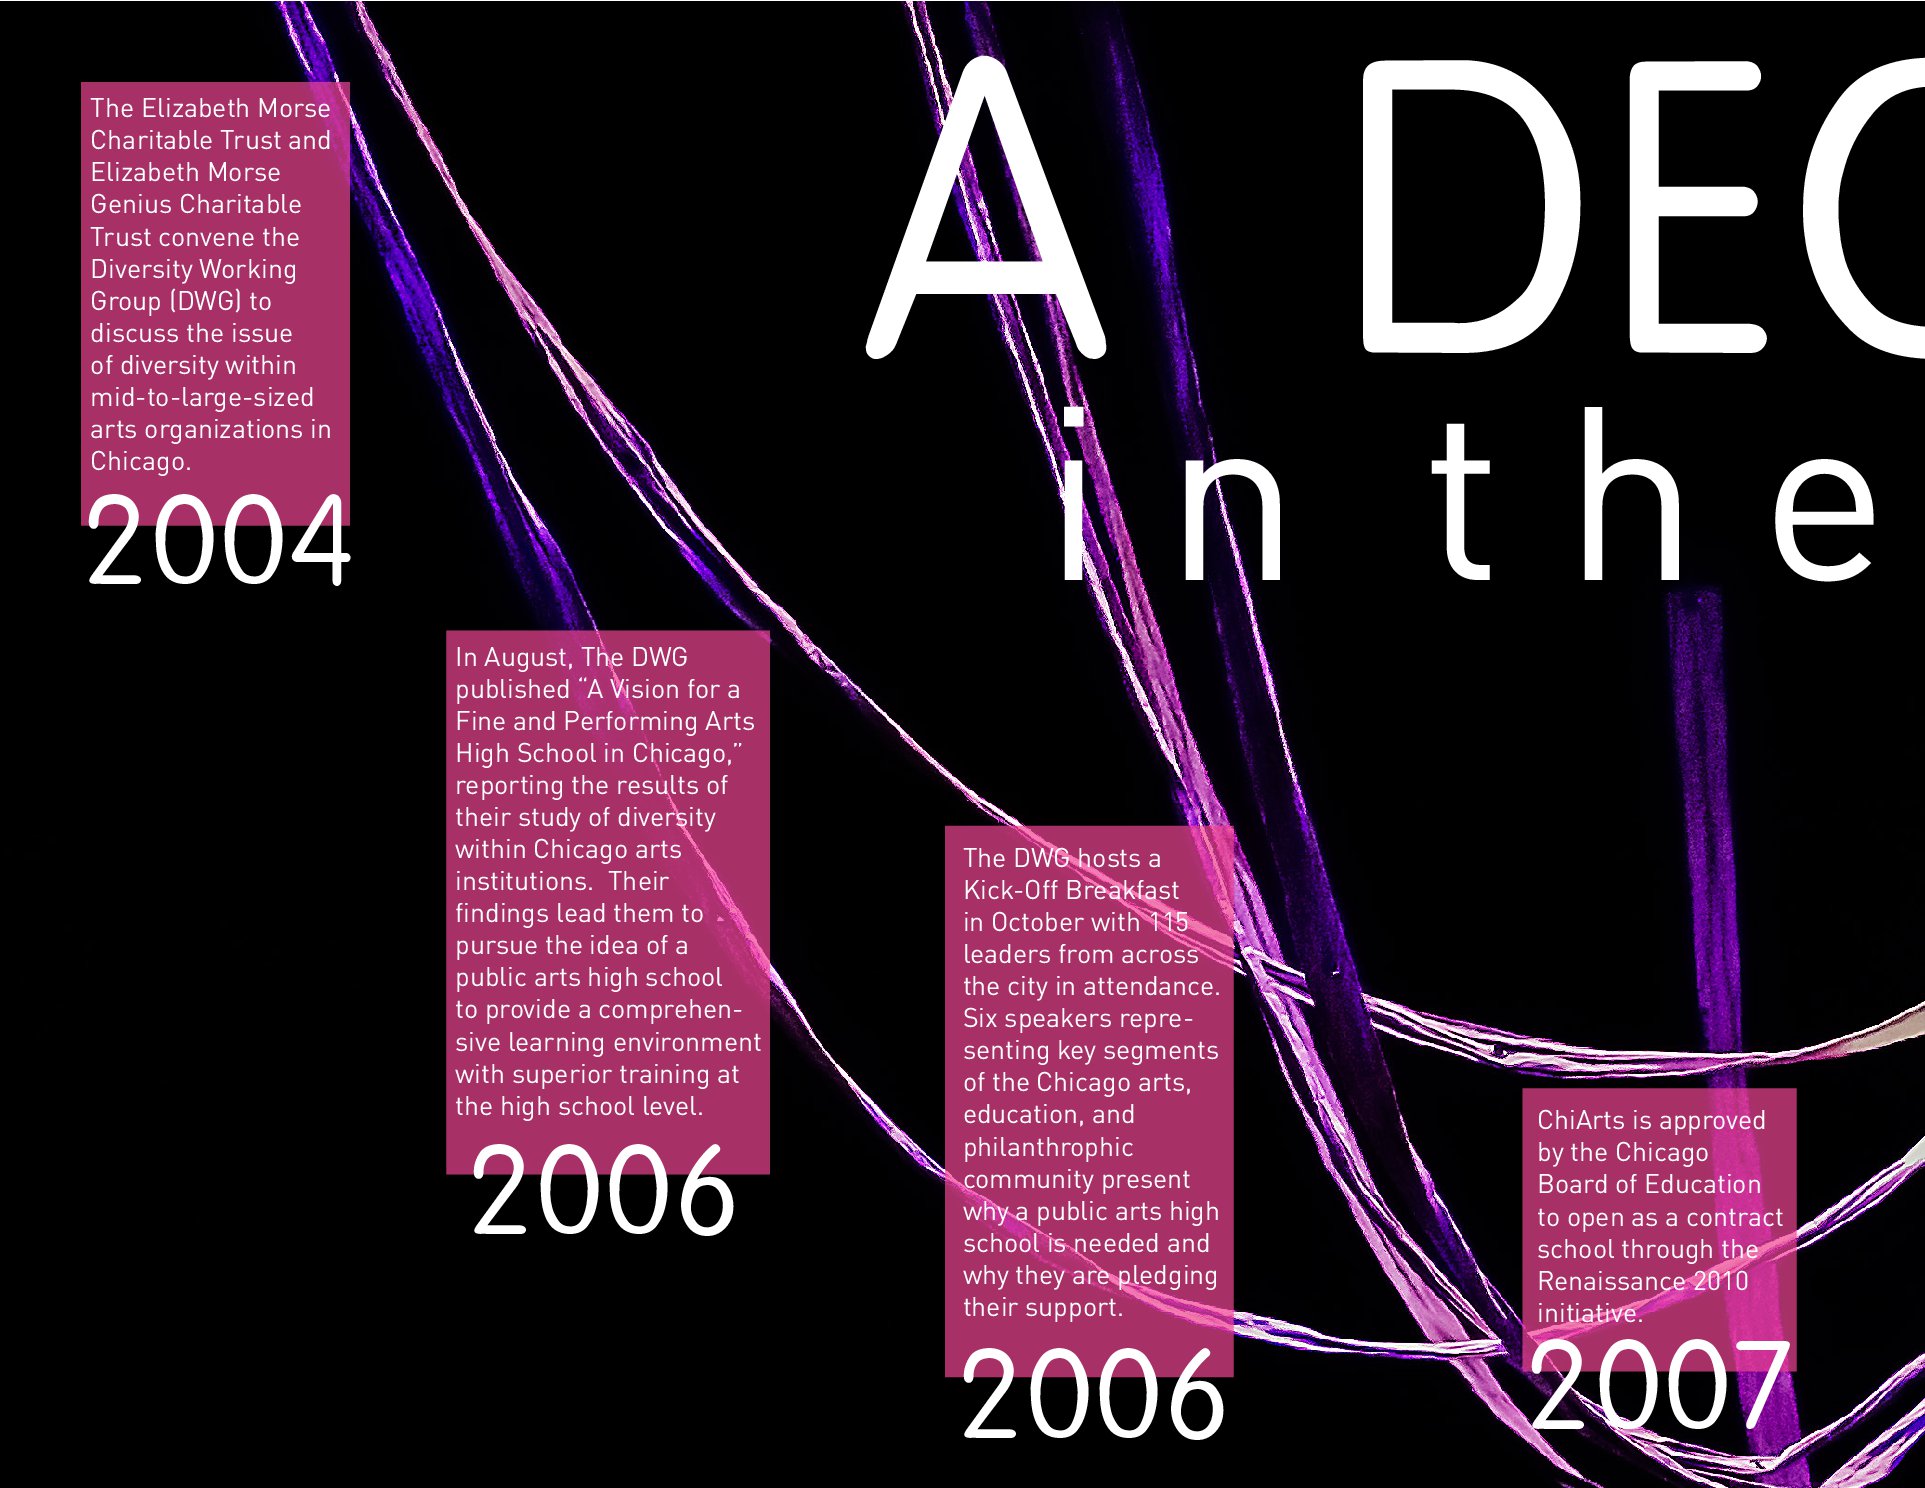 A DEC
in the
The Elizabeth Morse
Charitable Trust and
Elizabeth Morse
Genius Charitable
Trust convene the
Diversity Working
Group (DWG) to
discuss the issue
of diversity within
mid-to-large-sized
arts organizations in
Chicago.
2004
In August, The DWG
published “A Vision for a
Fine and Performing Arts
High School in Chicago,”
reporting the results of
their study of diversity
within Chicago arts
institutions.  Their
findings lead them to
pursue the idea of a
public arts high school
to provide a comprehen-
sive learning environment
with superior training at
the high school level.
2006
The DWG hosts a
Kick-Off Breakfast
in October with 115
leaders from across
the city in attendance.
Six speakers repre-
senting key segments
of the Chicago arts,
education, and
philanthrophic
community present
why a public arts high
school is needed and
why they are pledging
their support.
2006
ChiArts is approved
by the Chicago
Board of Education
to open as a contract
school through the
Renaissance 2010
initiative.
2007